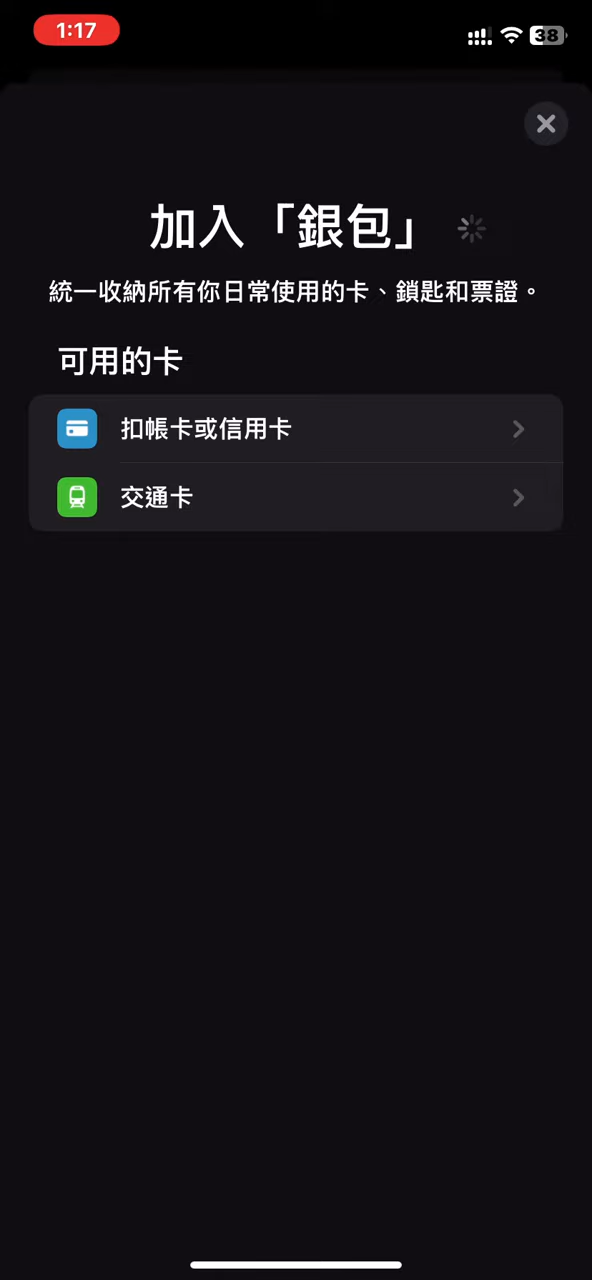 1:17
38
加入「銀包」
統一收納所有你日常使用的卡、鎖匙和票證。
可用的卡
扣帳卡或信用卡
交通卡